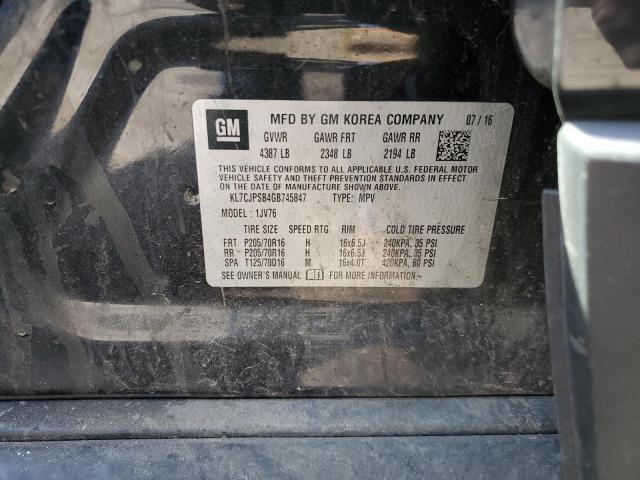 GM MFD BY GM KOREA COMPANY 07/16
GVWR GAWR FRT GAWR RR
4387 LB 2348 LB 2194 LB
THIS VEHICLE CONFORMS TO ALL APPLICABLE U.S. FEDERAL MOTOR
VEHICLE SAFETY AND THEFT PREVENTION STANDARDS IN EFFECT
ON THE DATE OF MANUFACTURE SHOWN ABOVE.
KL7CJPSB4GB745847 TYPE: MPV
MODEL : 1JV76
TIRE SIZE SPEED RTG RIM COLD TIRE PRESSURE
FRT P205/70R16 H 16x6.5J 240KPA, 35 PSI
RR P205/70R16 H 16x6.5J 240KPA, 35 PSI
SPA T125/70D16 M 16x4.0T 420KPA, 60 PSI
SEE OWNER'S MANUAL FOR MORE INFORMATION.